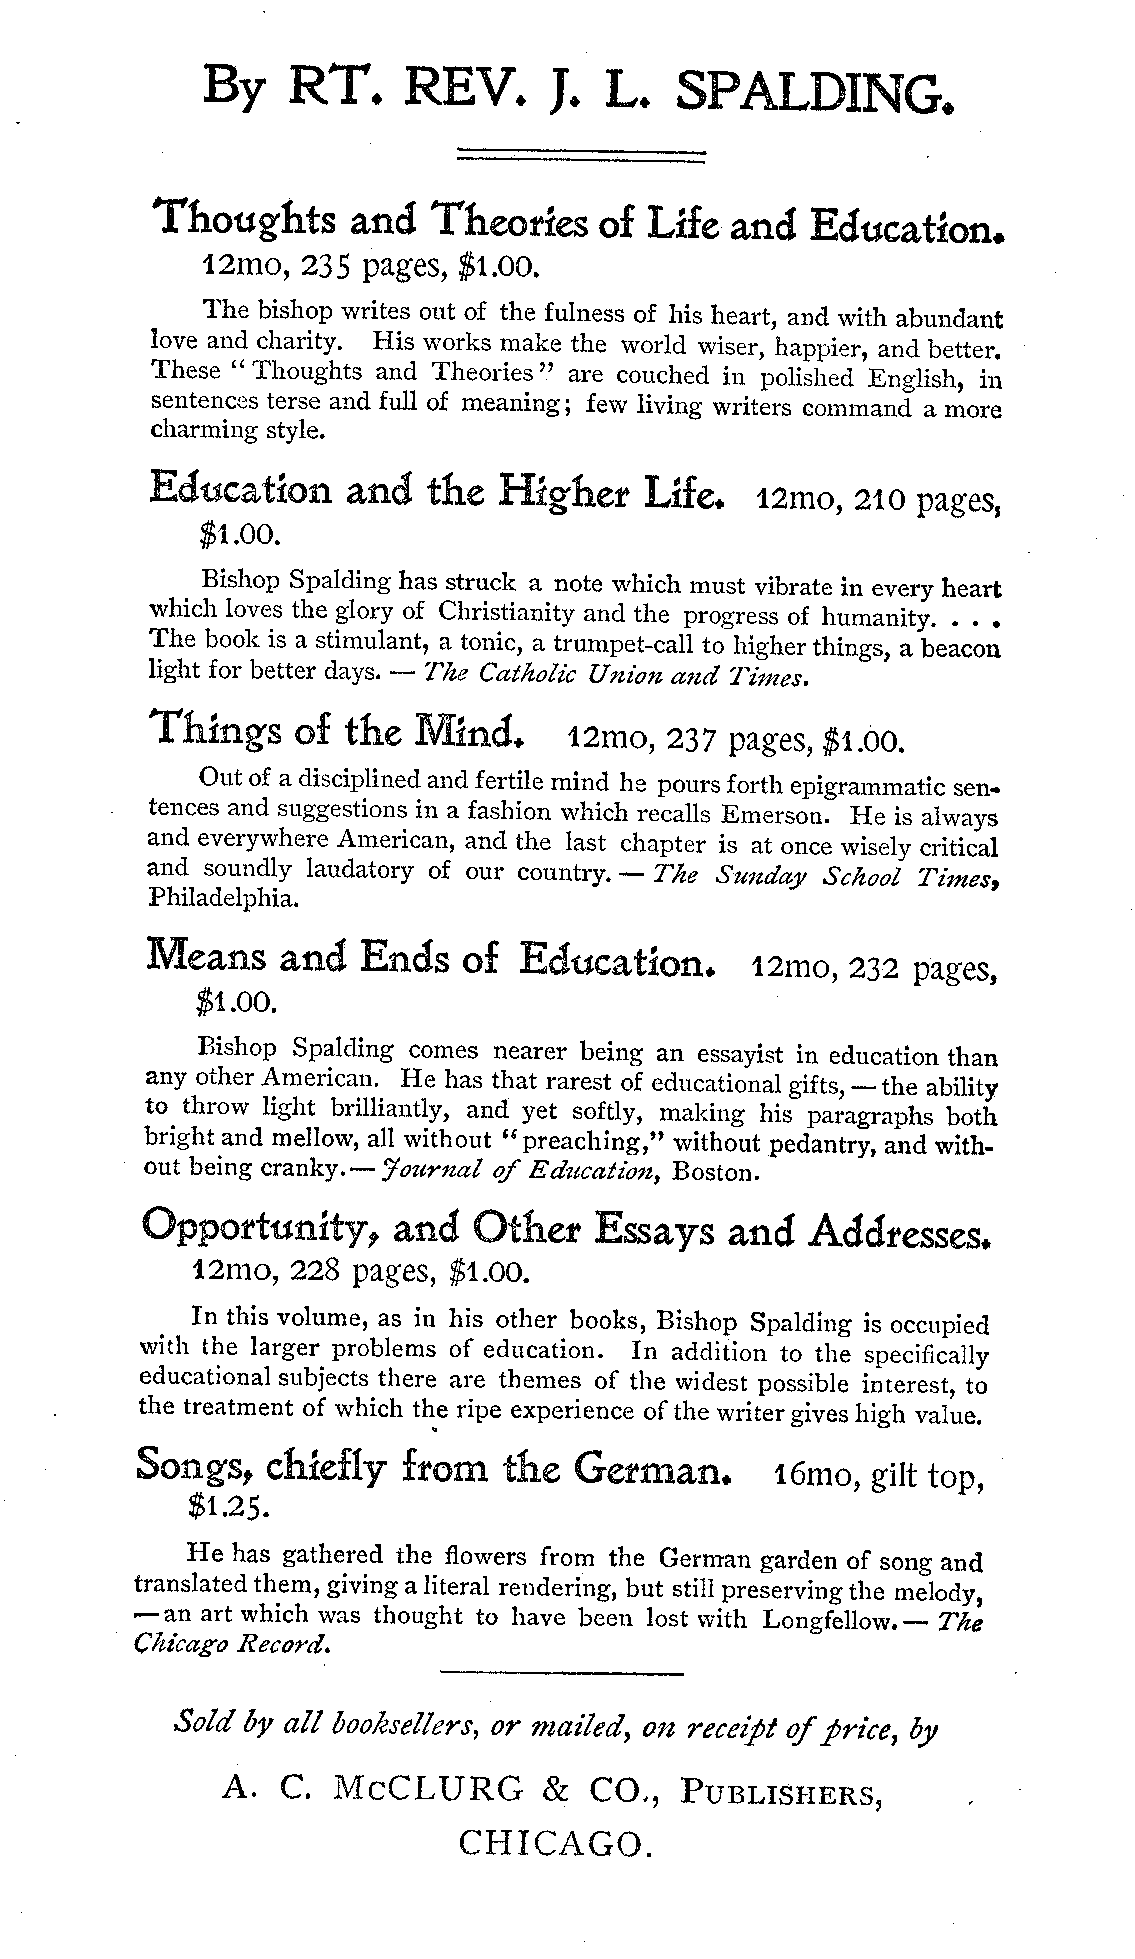 By RT. REV. J. L. SPALDING.
Thoughts and Theories of Life and Education.
12mo, 235 pages, $1.00.
The bishop writes out of the fulness of his heart, and with abundant
love and charity. His works make the world wiser, happier, and better.
These “Thoughts and Theories” are couched in polished English, in
sentences terse and full of meaning; few living writers command a more
charming style.
Education and the Higher Life. 12mo, 210 pages,
$1.00.
Bishop Spalding has struck a note which must vibrate in every heart
which loves the glory of Christianity and the progress of humanity. . . .
The book is a stimulant, a tonic, a trumpet-call to higher things, a beacon
light for better days. — The Catholic Union and Times.
Things of the Mind. 12mo, 237 pages, $1.00.
Out of a disciplined and fertile mind he pours forth epigrammatic sen-
tences and suggestions in a fashion which recalls Emerson. He is always
and everywhere American, and the last chapter is at once wisely critical
and soundly laudatory of our country. — The Sunday School Times,
Philadelphia.
Means and Ends of Education. 12mo, 232 pages,
$1.00.
Bishop Spalding comes nearer being an essayist in education than
any other American. He has that rarest of educational gifts, — the ability
to throw light brilliantly, and yet softly, making his paragraphs both
bright and mellow, all without “preaching,” without pedantry, and with-
out being cranky. — Journal of Education, Boston.
Opportunity, and Other Essays and Addresses.
12mo, 228 pages, $1.00.
In this volume, as in his other books, Bishop Spalding is occupied
with the larger problems of education. In addition to the specifically
educational subjects there are themes of the widest possible interest, to
the treatment of which the ripe experience of the writer gives high value.
Songs, chiefly from the German. 16mo, gilt top,
$1.25.
He has gathered the flowers from the German garden of song and
translated them, giving a literal rendering, but still preserving the melody,
— an art which was thought to have been lost with Longfellow. — The
Chicago Record.
Sold by all booksellers, or mailed, on receipt of price, by
A. C. McCLURG & CO., PUBLISHERS,
CHICAGO.